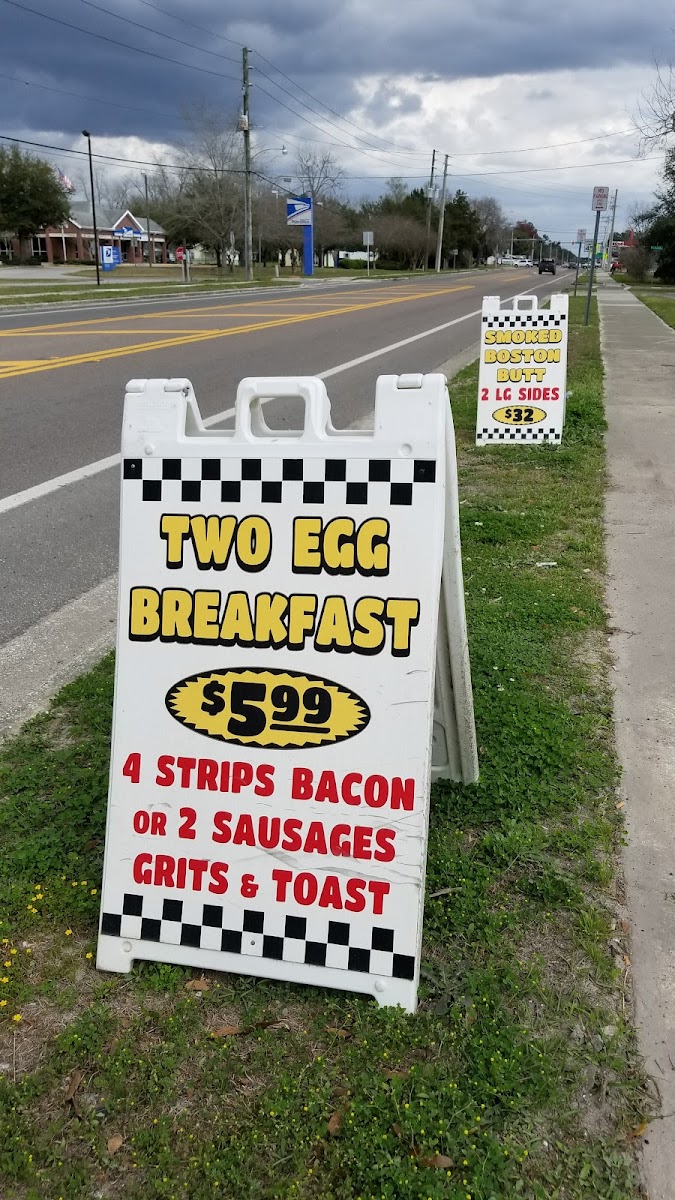 TWO EGG
BREAKFAST
$5.99
4 STRIPS BACON
OR 2 SAUSAGES
GRITS & TOAST
SMOKED
BOSTON
BUTT
2 LG SIDES
$32